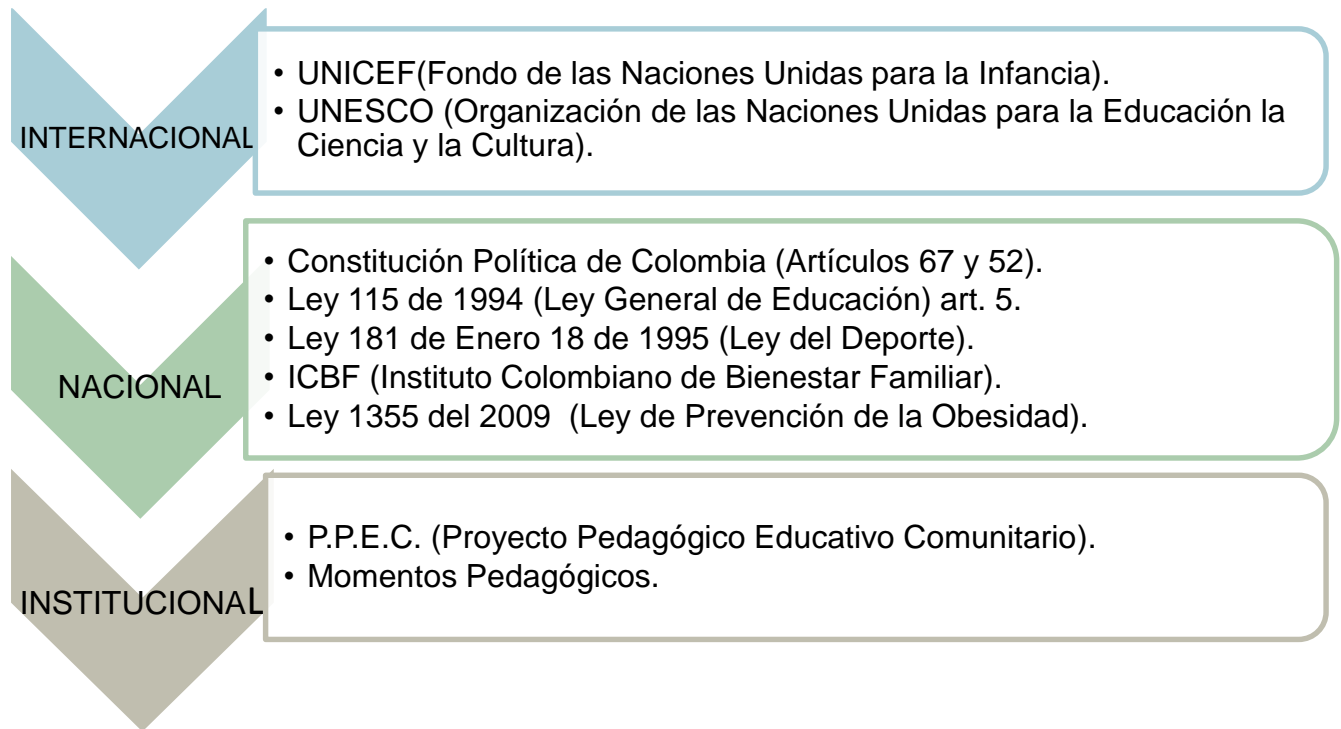 INTERNACIONAL
• UNICEF(Fondo de las Naciones Unidas para la Infancia).
• UNESCO (Organización de las Naciones Unidas para la Educación la
Ciencia y la Cultura).
NACIONAL
• Constitución Política de Colombia (Artículos 67 y 52).
• Ley 115 de 1994 (Ley General de Educación) art. 5.
• Ley 181 de Enero 18 de 1995 (Ley del Deporte).
• ICBF (Instituto Colombiano de Bienestar Familiar).
• Ley 1355 del 2009 (Ley de Prevención de la Obesidad).
INSTITUCIONAL
• P.P.E.C. (Proyecto Pedagógico Educativo Comunitario).
• Momentos Pedagógicos.